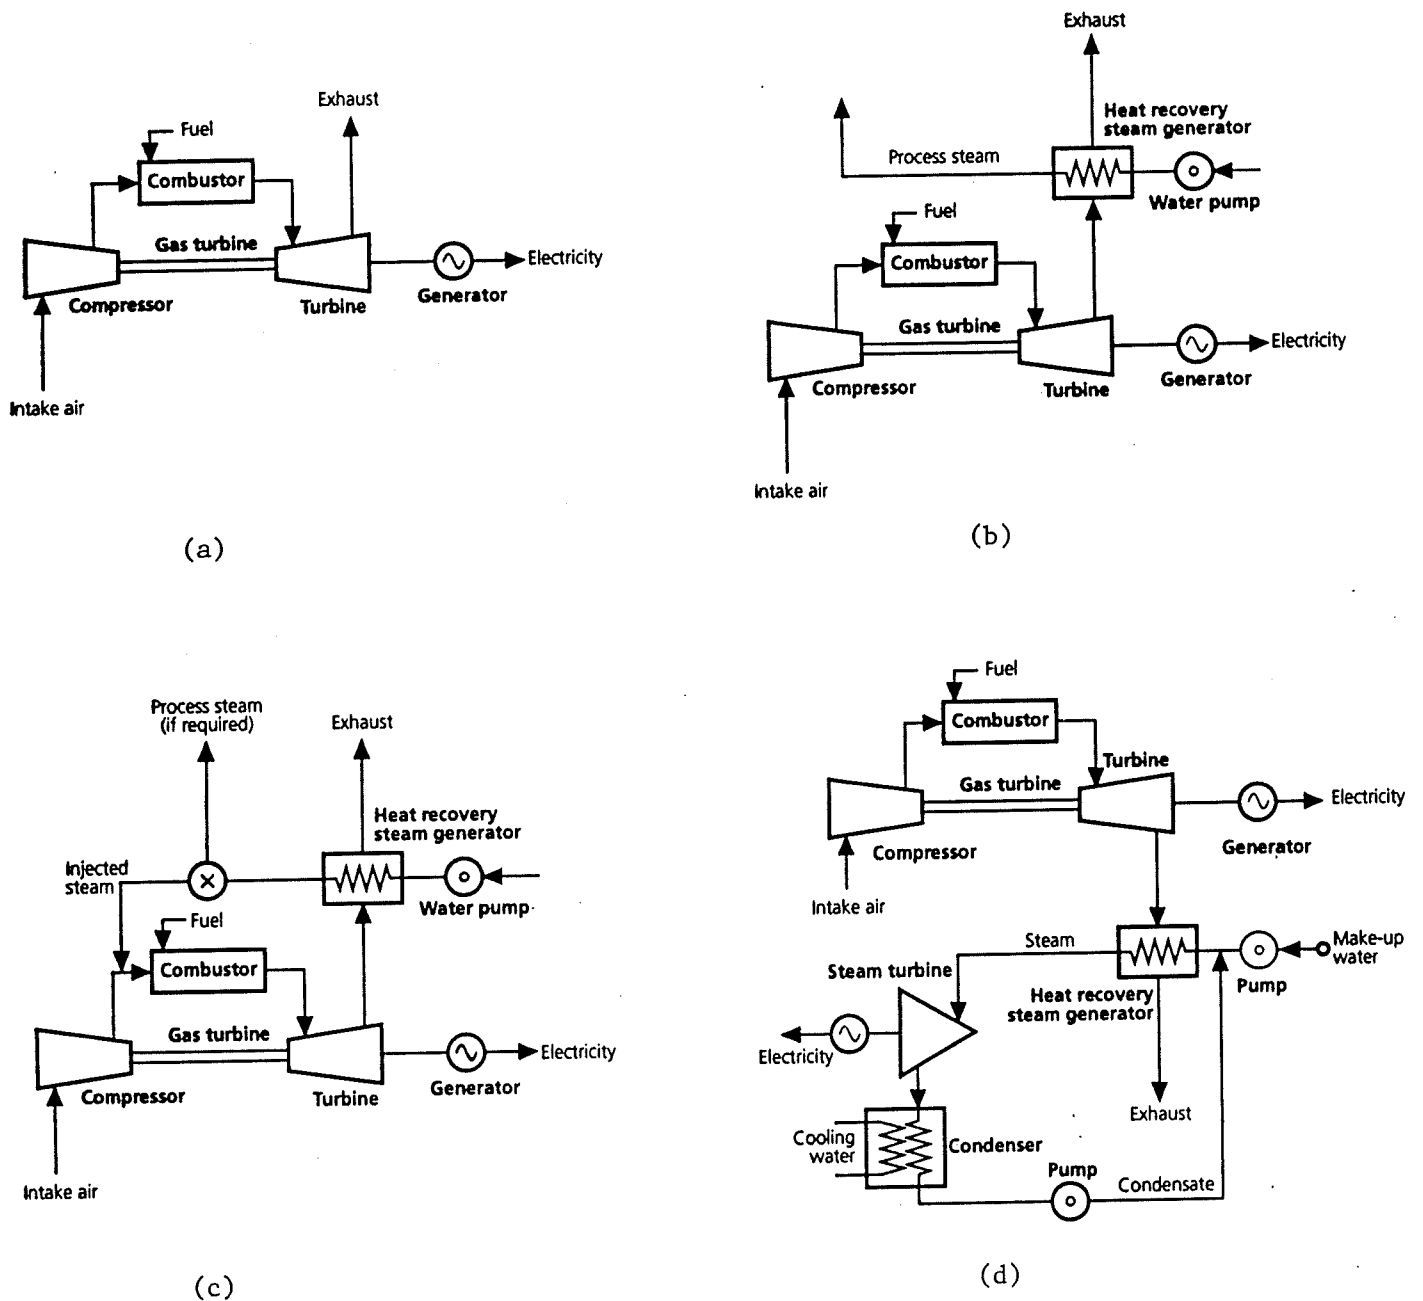 Exhaust
Fuel
Combustor
Gas turbine
Electricity
Compressor
Turbine
Generator
Intake air
(a)
Exhaust
Heat recovery
steam generator
Process steam
Water pump
Fuel
Combustor
Gas turbine
Electricity
Compressor
Turbine
Generator
Intake air
(b)
Process steam
(if required)
Exhaust
Heat recovery
steam generator
Injected
steam
Water pump
Fuel
Combustor
Gas turbine
Electricity
Compressor
Turbine
Generator
Intake air
(c)
Fuel
Combustor
Turbine
Gas turbine
Electricity
Compressor
Generator
Intake air
Steam
Make-up
water
Steam turbine
Pump
Heat recovery
steam generator
Electricity
Exhaust
Cooling
water
Condenser
Pump
Condensate
(d)